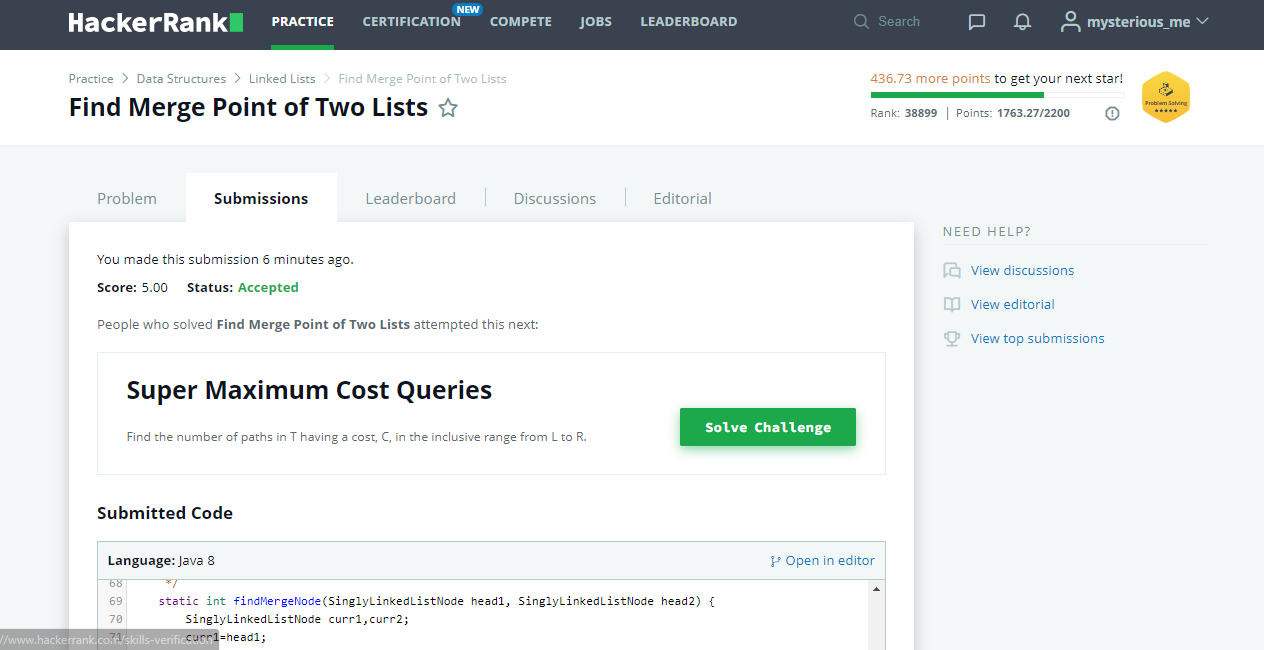 HackerRank PRACTICE CERTIFICATION NEW COMPETE JOBS LEADERBOARD Search mysterious_me
Practice > Data Structures > Linked Lists > Find Merge Point of Two Lists
Find Merge Point of Two Lists
436.73 more points to get your next star!
Rank: 38899 | Points: 1763.27/2200
Problem Solving
Problem Submissions Leaderboard Discussions Editorial
You made this submission 6 minutes ago.
Score: 5.00 Status: Accepted
People who solved Find Merge Point of Two Lists attempted this next:
Super Maximum Cost Queries
Find the number of paths in T having a cost, C, in the inclusive range from L to R.
Solve Challenge
Submitted Code
Language: Java 8 Open in editor
68 */
69 static int findMergeNode(SinglyLinkedListNode head1, SinglyLinkedListNode head2) {
70 SinglyLinkedListNode curr1,curr2;
71 curr1=head1;
//www.hackerrank.com/skills-verification
NEED HELP?
View discussions
View editorial
View top submissions